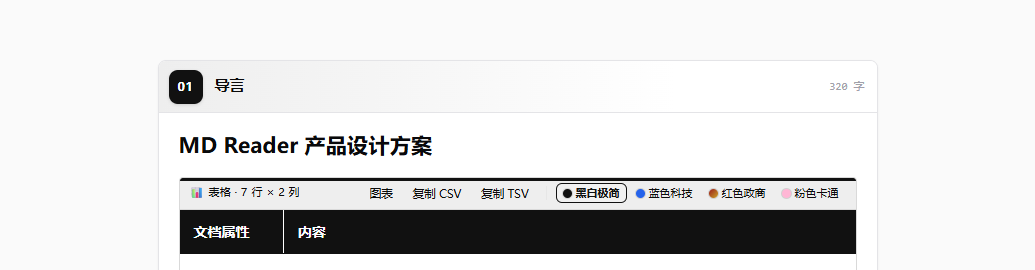 01 导言 320 字
MD Reader 产品设计方案
表格 · 7 行 × 2 列 图表 复制 CSV 复制 TSV 黑白极简 蓝色科技 红色政商 粉色卡通
文档属性 内容